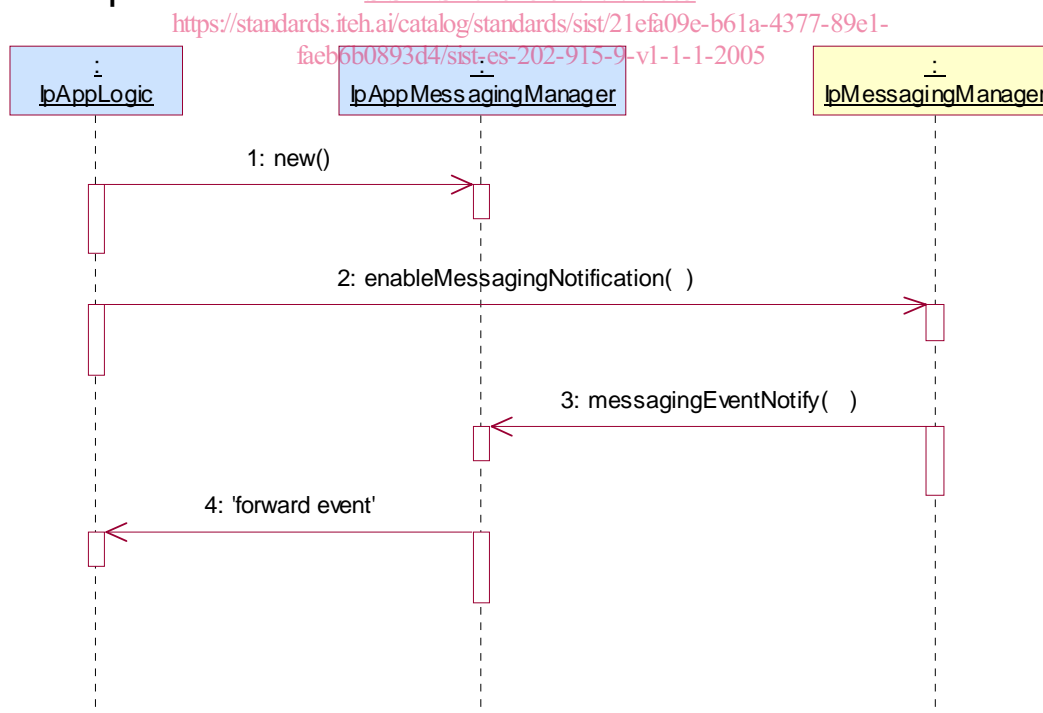 https://standards.iteh.ai/catalog/standards/sist/21efa09e-b61a-4377-89e1-
faeb6b0893d4/sist-es-202-915-9-v1-1-1-2005
:
IpAppLogic
:
IpAppMessagingManager
:
IpMessagingManager
1: new()
2: enableMessagingNotification( )
3: messagingEventNotify( )
4: 'forward event'